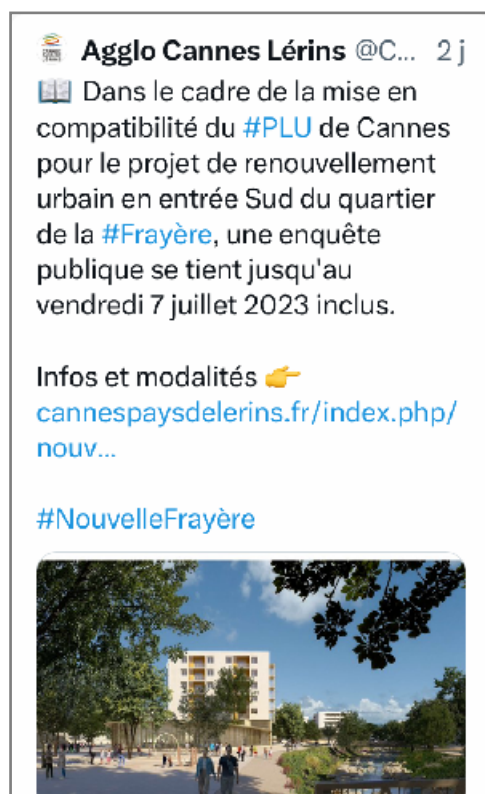 Agglo Cannes Lérins @C... 2 j
📖 Dans le cadre de la mise en
compatibilité du #PLU de Cannes
pour le projet de renouvellement
urbain en entrée Sud du quartier
de la #Frayère, une enquête
publique se tient jusqu'au
vendredi 7 juillet 2023 inclus.
Infos et modalités 👉
cannespaysdelerins.fr/index.php/
nouv...
#NouvelleFrayère